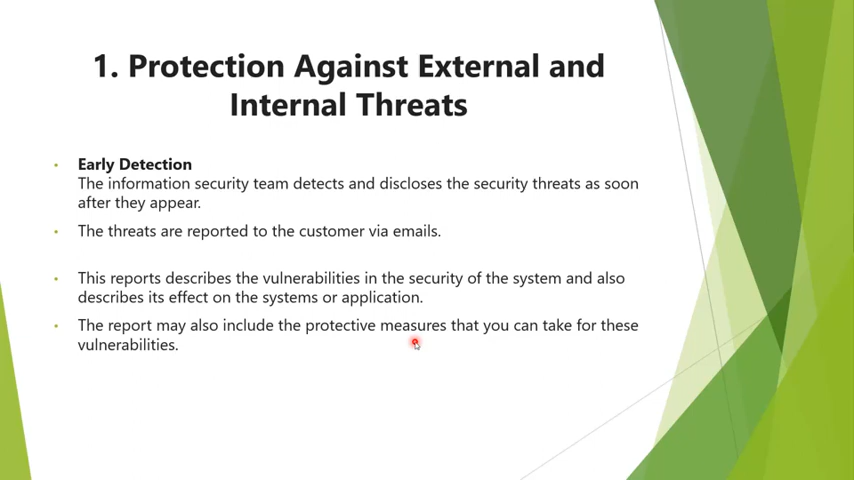 1. Protection Against External and
Internal Threats
• Early Detection
The information security team detects and discloses the security threats as soon
after they appear.
• The threats are reported to the customer via emails.
• This reports describes the vulnerabilities in the security of the system and also
describes its effect on the systems or application.
• The report may also include the protective measures that you can take for these
vulnerabilities.